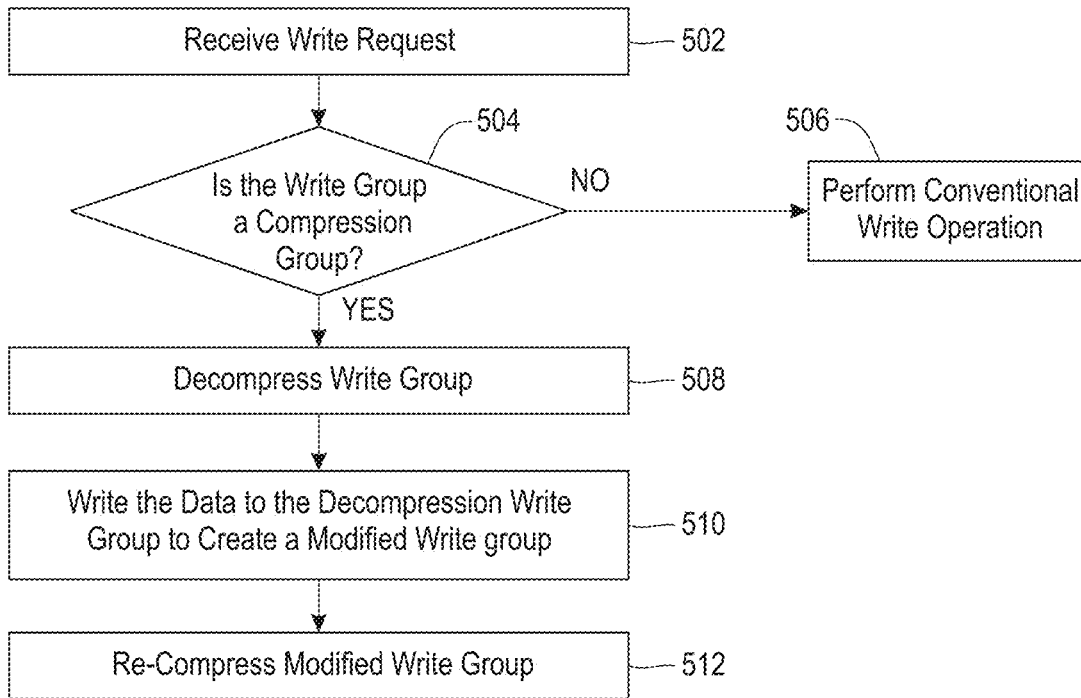 Receive Write Request
502
504
Is the Write Group
a Compression
Group?
NO
506
Perform Conventional
Write Operation
YES
Decompress Write Group
508
Write the Data to the Decompression Write
Group to Create a Modified Write group
510
Re-Compress Modified Write Group
512